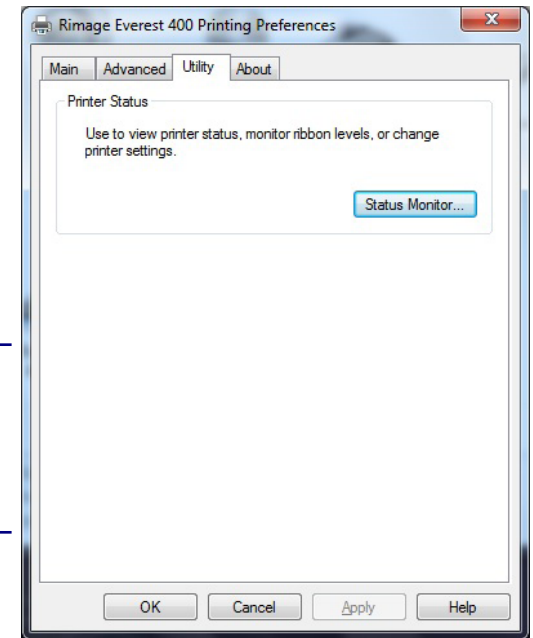 Rimage Everest 400 Printing Preferences
Main Advanced Utility About
Printer Status
Use to view printer status, monitor ribbon levels, or change
printer settings.
Status Monitor...
OK Cancel Apply Help